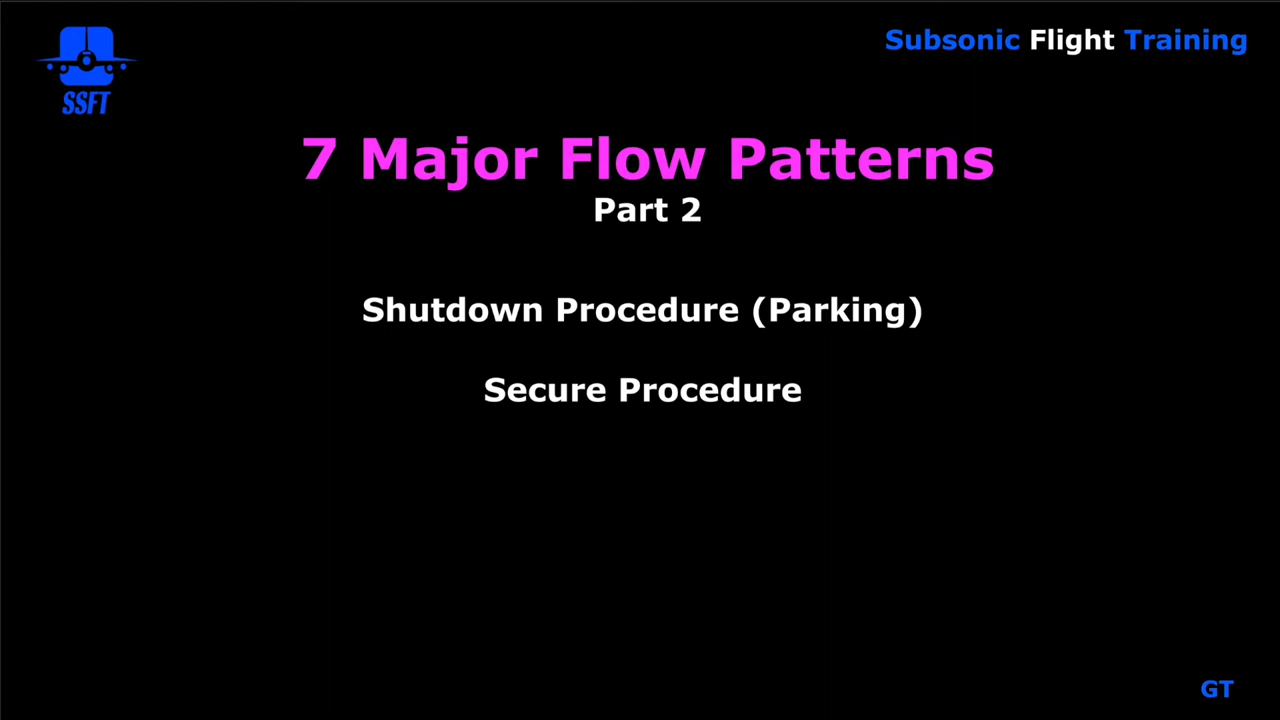 SSFT
Subsonic Flight Training
7 Major Flow Patterns
Part 2
Shutdown Procedure (Parking)
Secure Procedure
GT